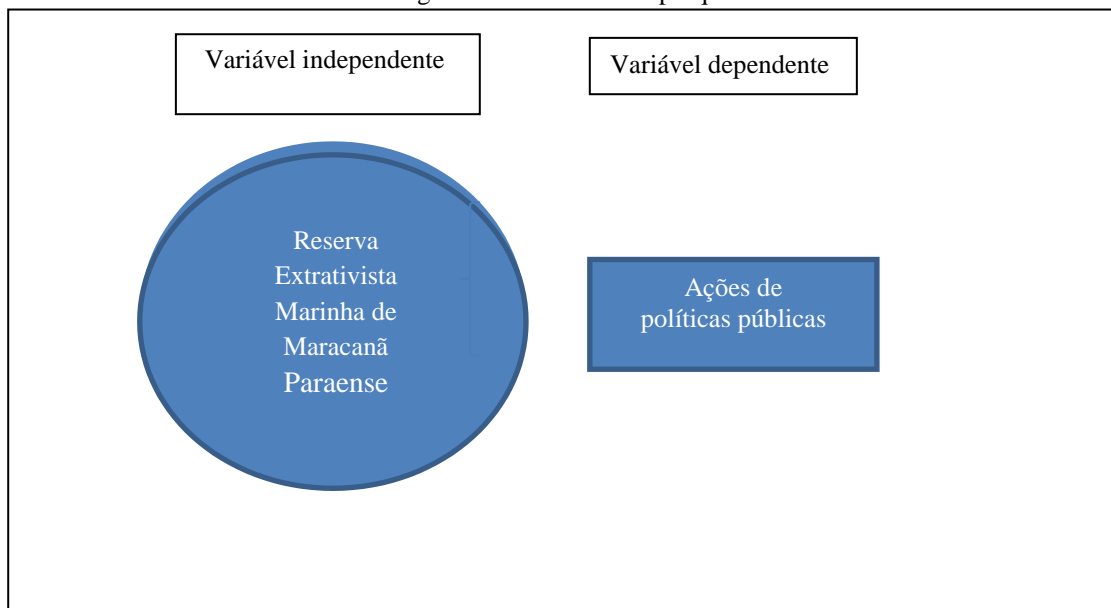 Variável independente
Variável dependente
Reserva
Extrativista
Marinha de
Maracanã
Paraense
Ações de
políticas públicas